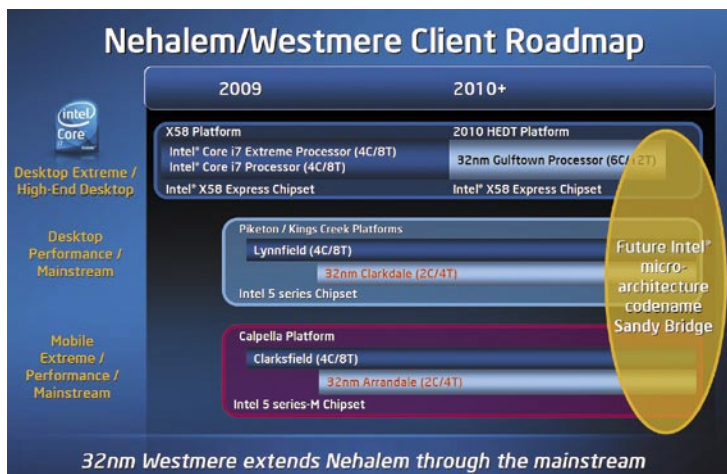 Nehalem/Westmere Client Roadmap
2009
2010+
intel
Core
i7
Desktop Extreme /
High-End Desktop
X58 Platform
Intel® Core i7 Extreme Processor (4C/8T)
Intel® Core i7 Processor (4C/8T)
Intel® X58 Express Chipset
2010 HEDT Platform
32nm Gulftown Processor (6C/12T)
Intel® X58 Express Chipset
Desktop
Performance /
Mainstream
Piketon / Kings Creek Platforms
Lynnfield (4C/8T)
32nm Clarkdale (2C/4T)
Intel 5 series Chipset
Mobile
Extreme /
Performance /
Mainstream
Calpella Platform
Clarksfield (4C/8T)
32nm Arrandale (2C/4T)
Intel 5 series-M Chipset
Future Intel®
micro-
architecture
codename
Sandy Bridge
32nm Westmere extends Nehalem through the mainstream